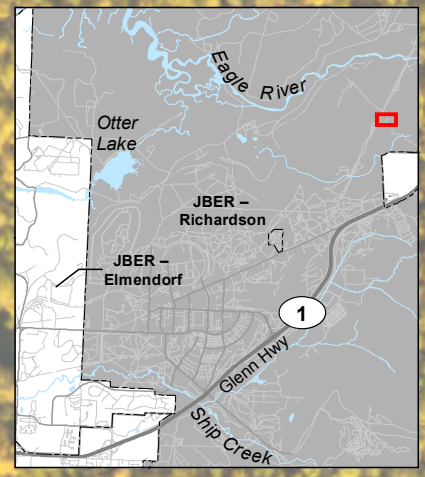 Eagle River
Otter
Lake
JBER –
Richardson
JBER –
Elmendorf
1
Glenn Hwy
Ship Creek